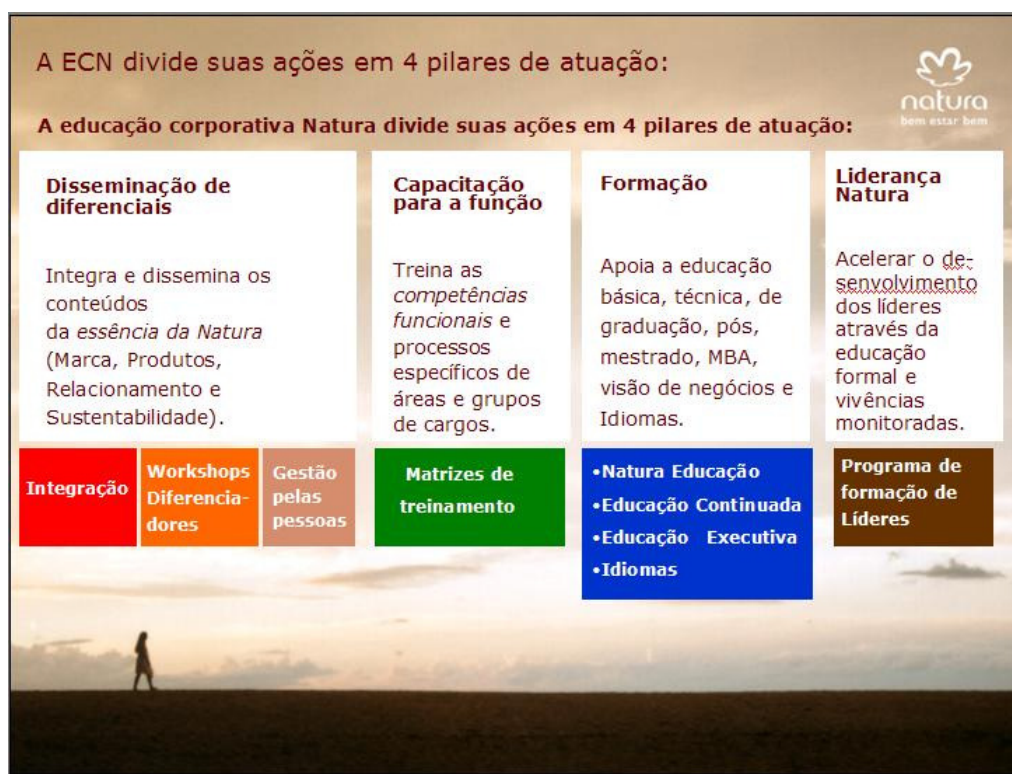 A ECN divide suas ações em 4 pilares de atuação:
natura
bem estar bem
A educação corporativa Natura divide suas ações em 4 pilares de atuação:
Disseminação de
diferenciais
Integra e dissemina os
conteúdos
da essência da Natura
(Marca, Produtos,
Relacionamento e
Sustentabilidade).
Capacitação
para a função
Treina as
competências
funcionais e
processos
específicos de
áreas e grupos
de cargos.
Formação
Apoia a educação
básica, técnica, de
graduação, pós,
mestrado, MBA,
visão de negócios e
Idiomas.
Liderança
Natura
Acelerar o de-
senvolvimento
dos líderes
através da
educação
formal e
vivências
monitoradas.
Integração
Workshops
Diferencia-
dores
Gestão
pelas
pessoas
Matrizes de
treinamento
•Natura Educação
•Educação Continuada
•Educação Executiva
•Idiomas
Programa de
formação de
Líderes